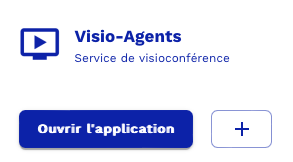 Visio-Agents
Service de visioconférence
Ouvrir l'application
+